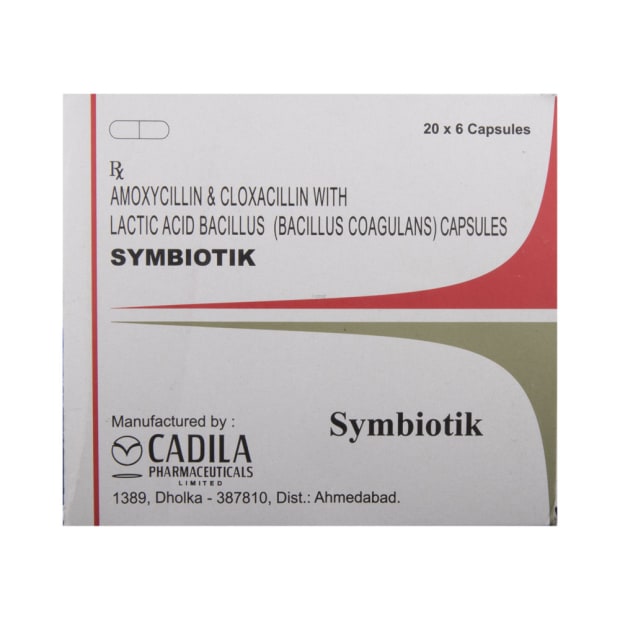 20 x 6 Capsules
℞
AMOXYCILLIN & CLOXACILLIN WITH
LACTIC ACID BACILLUS (BACILLUS COAGULANS) CAPSULES
SYMBIOTIK
Manufactured by :
CADILA
PHARMACEUTICALS
LIMITED
1389, Dholka - 387810, Dist.: Ahmedabad.
Symbiotik